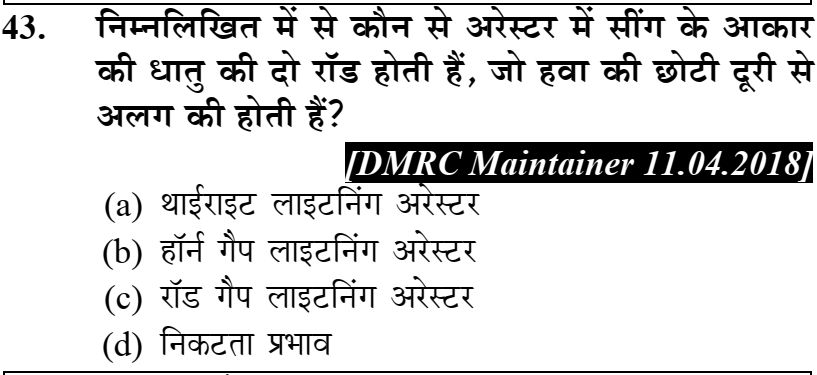 43. निम्नलिखित में से कौन से अरेस्टर में सींग के आकार
की धातु की दो रॉड होती हैं, जो हवा की छोटी दूरी से
अलग की होती हैं?
[DMRC Maintainer 11.04.2018]
(a) थाईराइट लाइटनिंग अरेस्टर
(b) हॉर्न गैप लाइटनिंग अरेस्टर
(c) रॉड गैप लाइटनिंग अरेस्टर
(d) निकटता प्रभाव